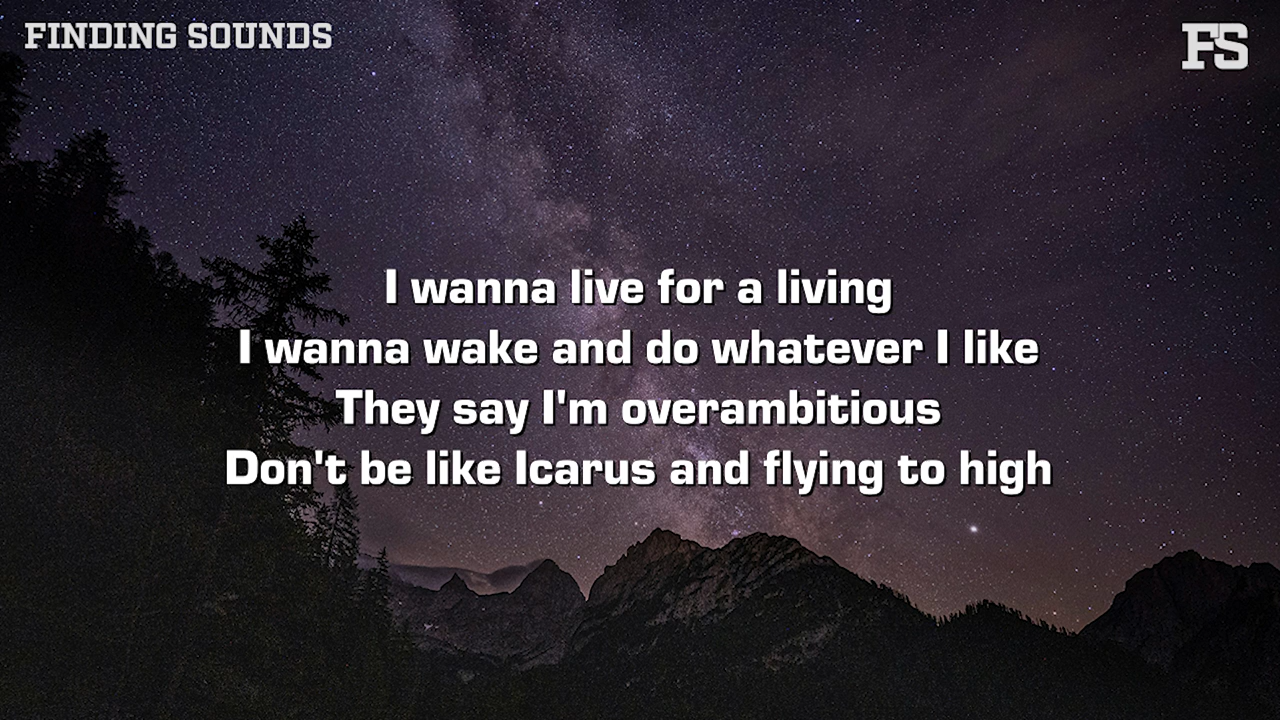 FINDING SOUNDS
FS
I wanna live for a living
I wanna wake and do whatever I like
They say I'm overambitious
Don't be like Icarus and flying to high